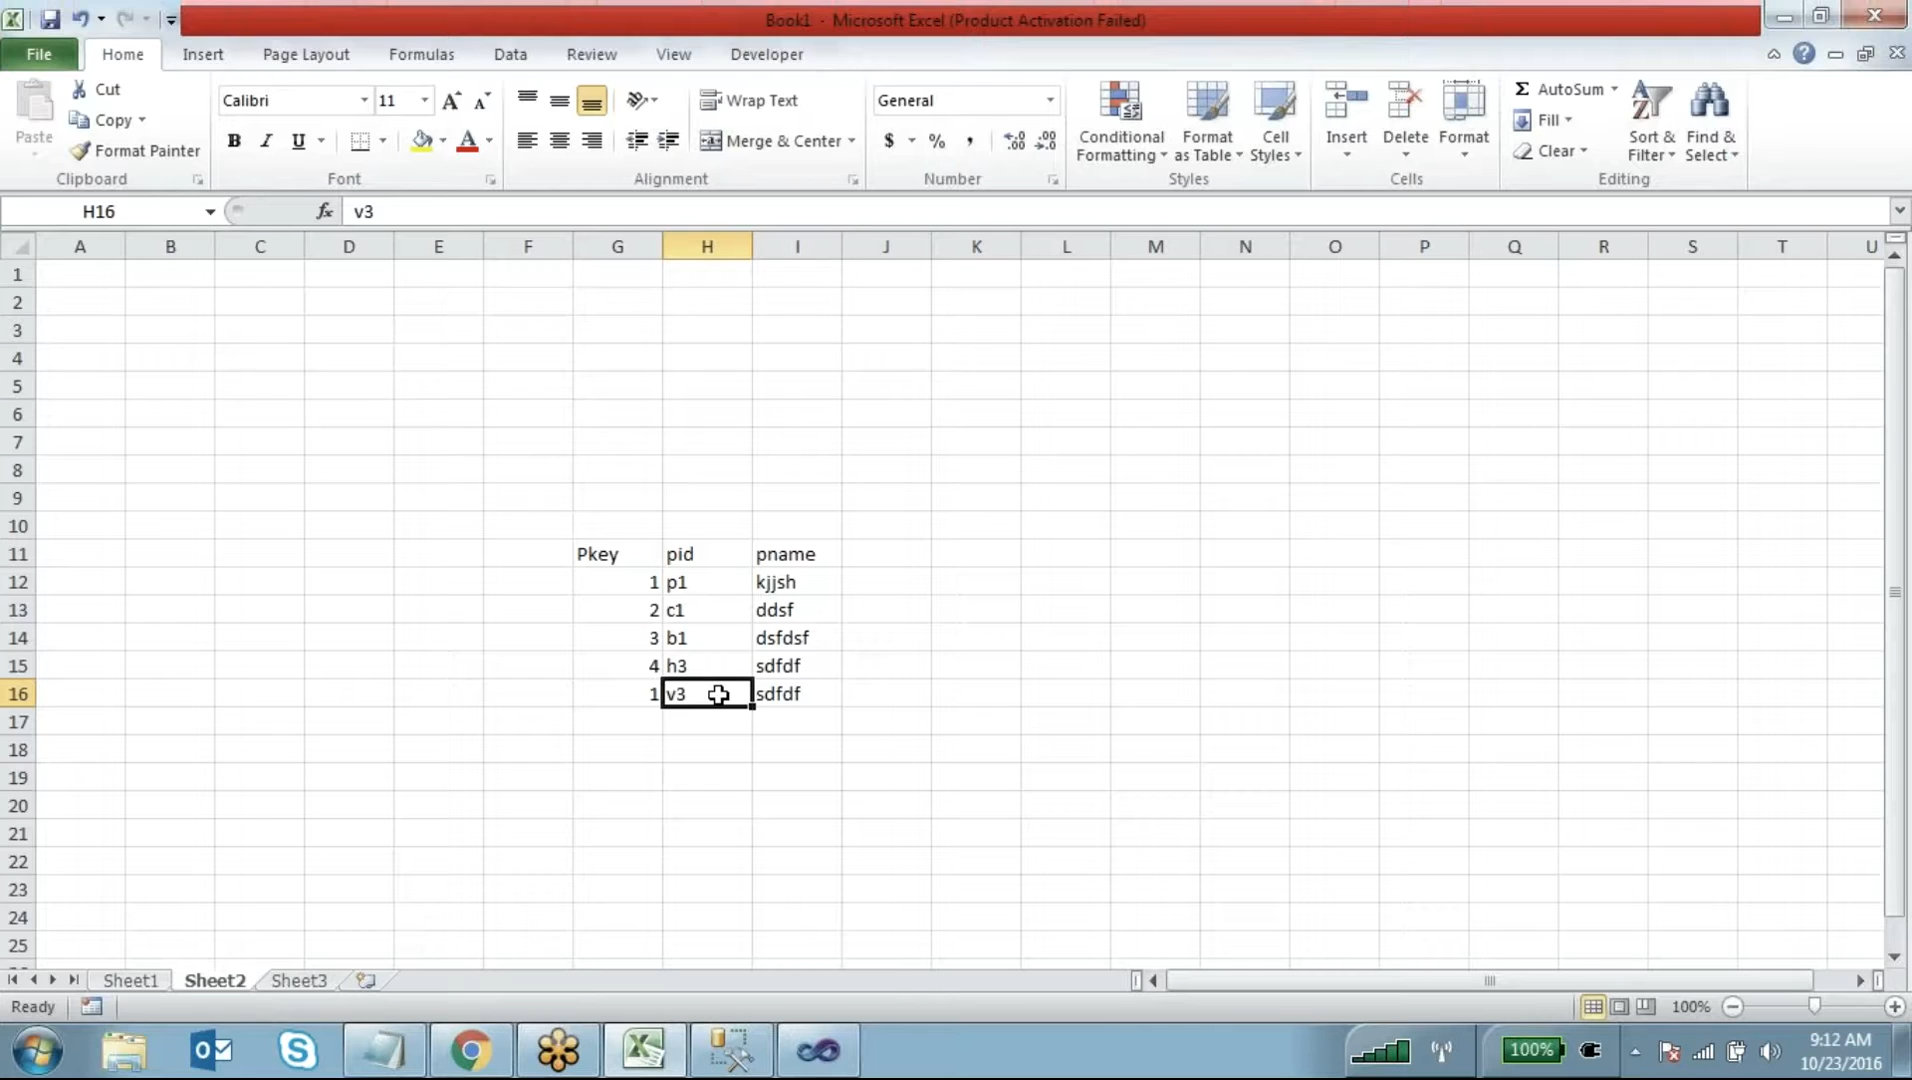 Book1 - Microsoft Excel (Product Activation Failed)
File Home Insert Page Layout Formulas Data Review View Developer
Paste
Cut
Copy
Format Painter
Clipboard
Calibri 11
B I U
Font
Wrap Text
Merge & Center
Alignment
General
$ % ,
Number
Conditional Formatting
Format as Table
Cell Styles
Styles
Insert Delete Format
Cells
Σ AutoSum
Fill
Clear
Sort & Filter
Find & Select
Editing
H16 fx v3
A B C D E F G H I J K L M N O P Q R S T U
1
2
3
4
5
6
7
8
9
10
11 Pkey pid pname
12 1 p1 kjjsh
13 2 c1 ddsf
14 3 b1 dsfdsf
15 4 h3 sdfdf
16 1 v3 sdfdf
17
18
19
20
21
22
23
24
25
Sheet1 Sheet2 Sheet3
Ready 100%
100% 9:12 AM
10/23/2016